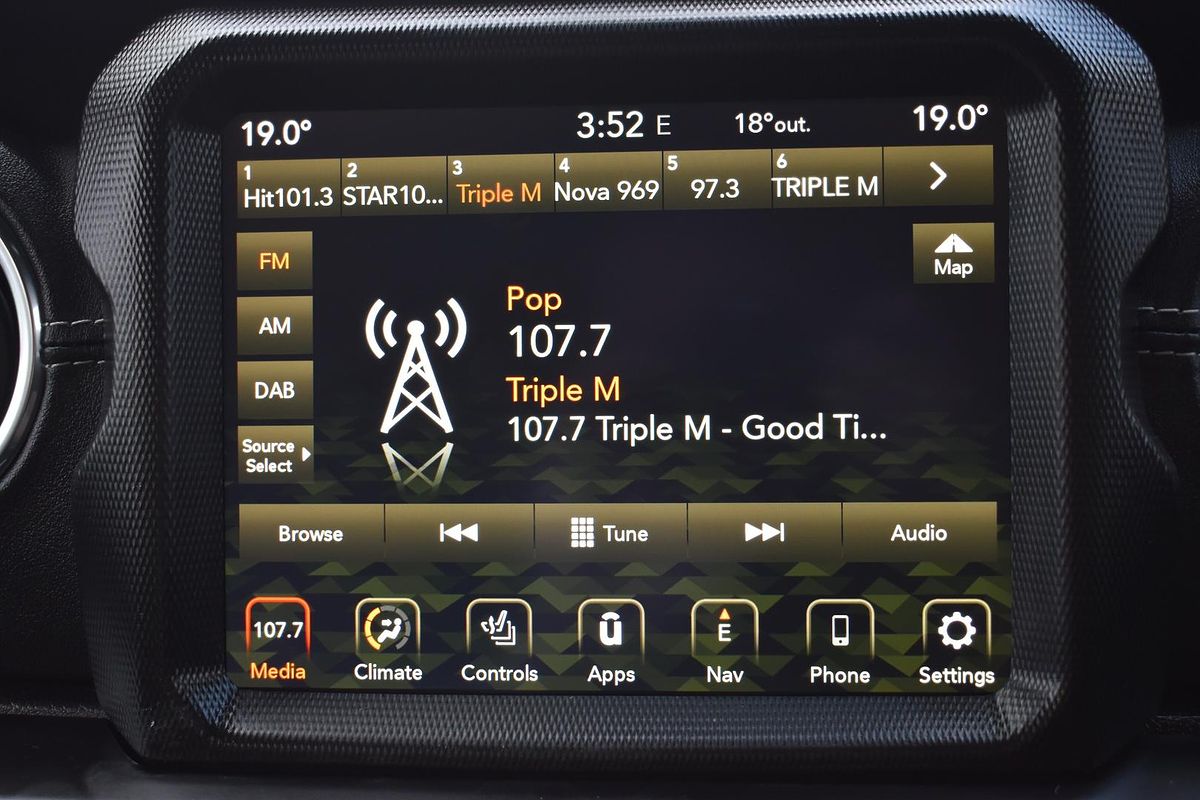 19.0° 3:52 E 18°out. 19.0°
1 2 3 4 5 6
Hit101.3 STAR10... Triple M Nova 969 97.3 TRIPLE M
FM
Map
AM
DAB
Source
Select
Pop
107.7
Triple M
107.7 Triple M - Good Ti...
Browse Tune Audio
107.7 E
Media Climate Controls Apps Nav Phone Settings